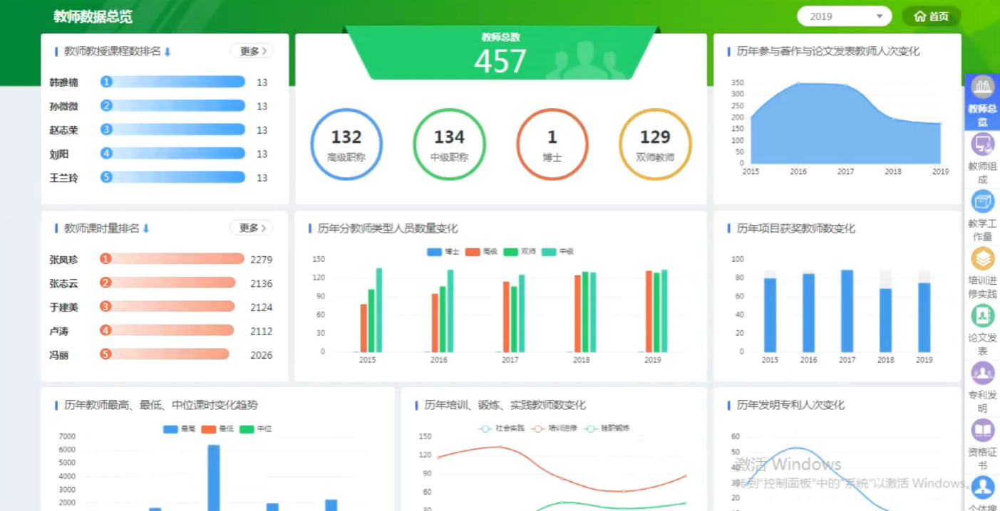 教师数据总览
2019
首页
教师教授课程数排名
更多
韩雅楠 1 13
孙微微 2 13
赵志荣 3 13
刘阳 4 13
王兰玲 5 13
教师总数
457
132 高级职称
134 中级职称
1 博士
129 双师教师
历年参与著作与论文发表教师人次变化
350
300
250
200
150
100
50
0
2015 2016 2017 2018 2019
教师课时量排名
更多
张凤珍 1 2279
张志云 2 2136
于建美 3 2124
卢涛 4 2112
冯丽 5 2026
历年分教师类型人员数量变化
博士 高级 双师 中级
150
120
90
60
30
0
2015 2016 2017 2018 2019
历年项目获奖教师数变化
100
80
60
40
20
0
2015 2016 2017 2018 2019
历年教师最高、最低、中位课时变化趋势
最高 最低 中位
7000
6000
5000
4000
3000
2000
历年培训、锻炼、实践教师数变化
社会实践 培训进修 挂职锻炼
150
120
90
60
30
历年发明专利人次变化
60
50
40
30
20
激活 Windows
转到"控制面板"中的"系统"以激活 Windows。
教师总
览
教师组
成
教学工
作量
培训进
修实践
论文发
表
专利发
明
资格证
书